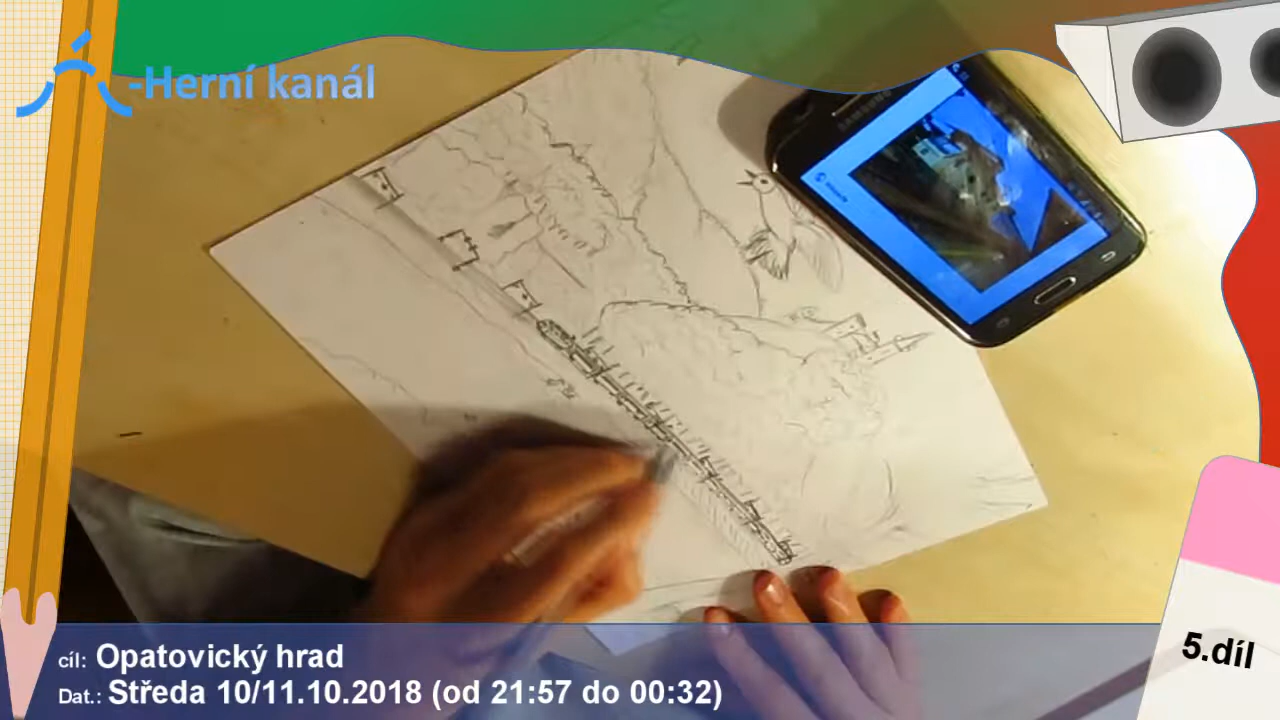 -Herní kanál
SAMSUNG
cíl: Opatovický hrad
Dat.: Středa 10/11.10.2018 (od 21:57 do 00:32)
5.díl